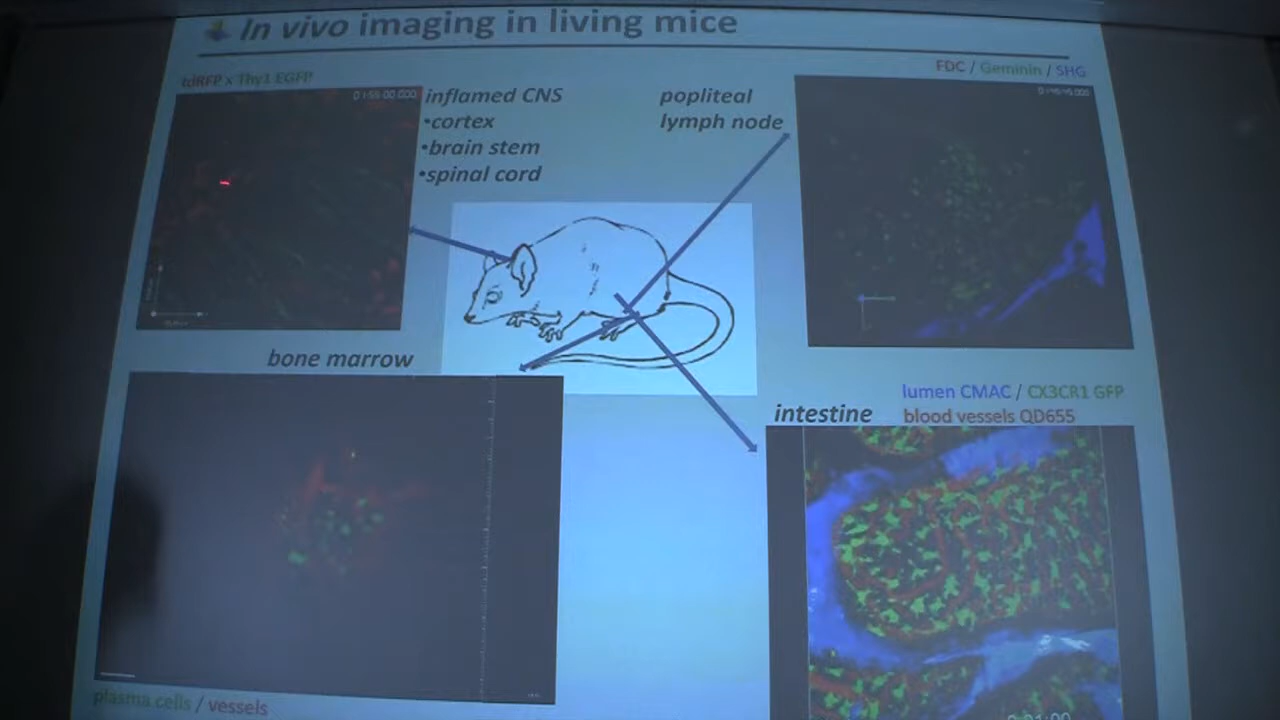 In vivo imaging in living mice
tdRFP x Thy1 EGFP
inflamed CNS
•cortex
•brain stem
•spinal cord
popliteal
lymph node
FDC / Geminin / SHG
bone marrow
plasma cells / vessels
intestine
lumen CMAC / CX3CR1 GFP
blood vessels QD655